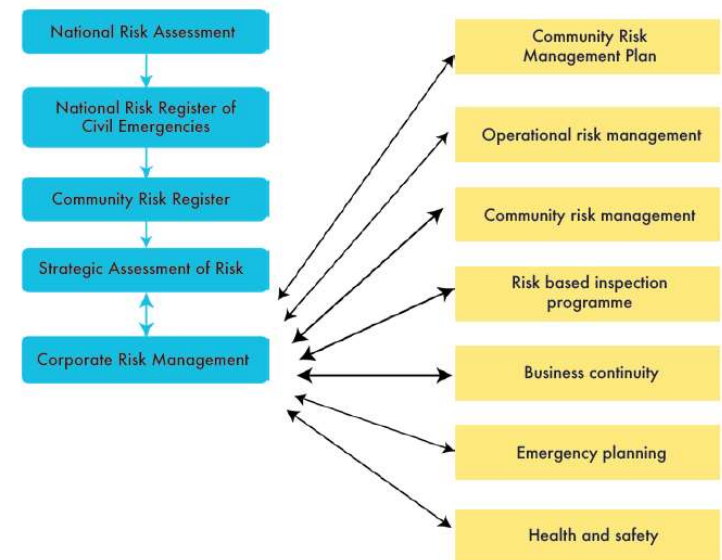 National Risk Assessment
National Risk Register of
Civil Emergencies
Community Risk Register
Strategic Assessment of Risk
Corporate Risk Management
Community Risk
Management Plan
Operational risk management
Community risk management
Risk based inspection
programme
Business continuity
Emergency planning
Health and safety